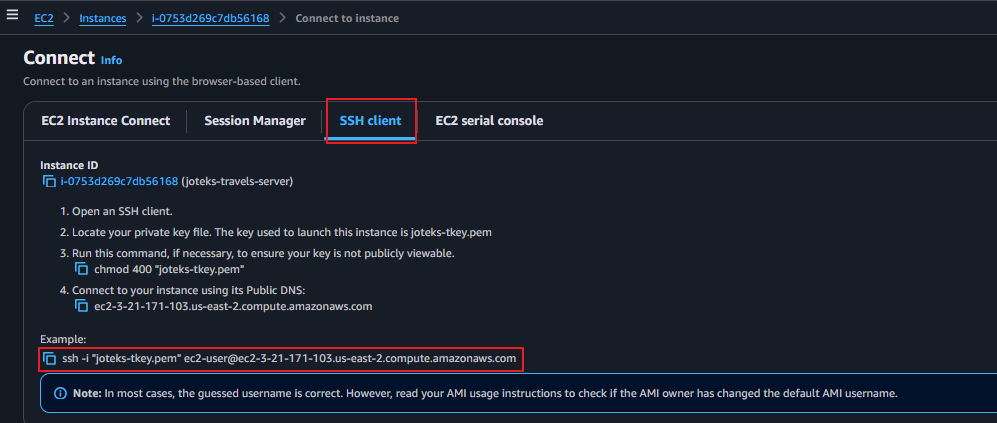 EC2 > Instances > i-0753d269c7db56168 > Connect to instance
Connect Info
Connect to an instance using the browser-based client.
EC2 Instance Connect Session Manager SSH client EC2 serial console
Instance ID
i-0753d269c7db56168 (joteks-travels-server)
1. Open an SSH client.
2. Locate your private key file. The key used to launch this instance is joteks-tkey.pem
3. Run this command, if necessary, to ensure your key is not publicly viewable.
chmod 400 "joteks-tkey.pem"
4. Connect to your instance using its Public DNS:
ec2-3-21-171-103.us-east-2.compute.amazonaws.com
Example:
ssh -i "joteks-tkey.pem" ec2-user@ec2-3-21-171-103.us-east-2.compute.amazonaws.com
Note: In most cases, the guessed username is correct. However, read your AMI usage instructions to check if the AMI owner has changed the default AMI username.